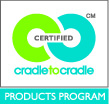 CERTIFIED
CM
cradletocradle
PRODUCTS PROGRAM